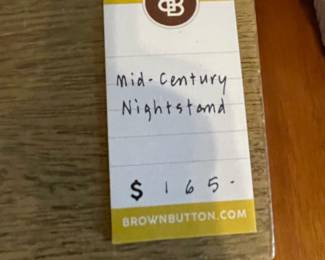 B
Mid-Century
Nightstand
$ 165-
BROWNBUTTON.COM